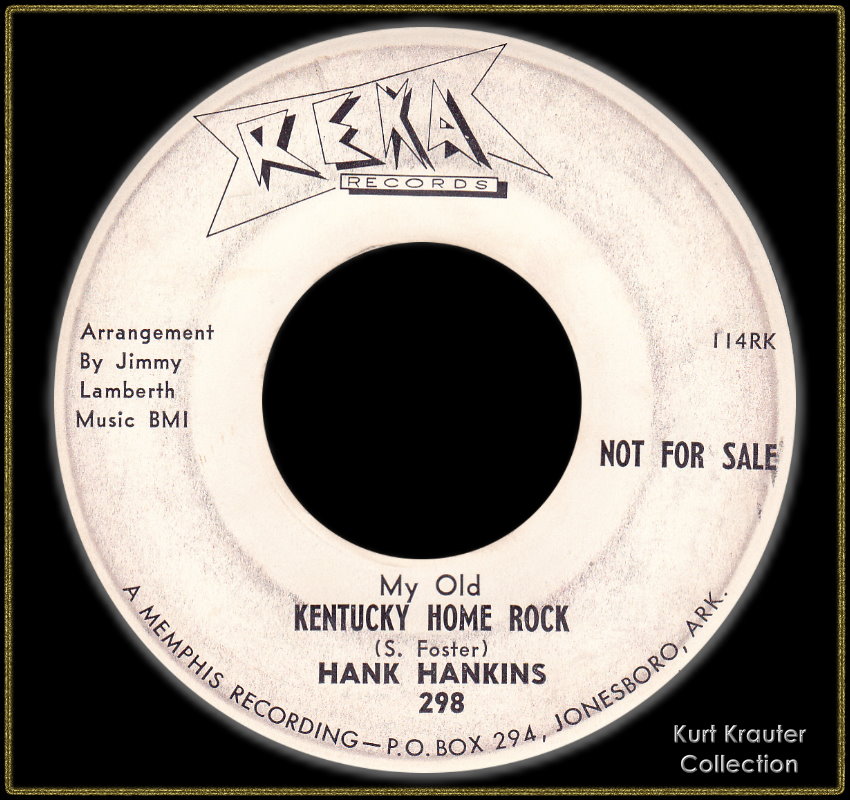 REKA
RECORDS
Arrangement
By Jimmy
Lamberth
Music BMI
114RK
NOT FOR SALE
My Old
KENTUCKY HOME ROCK
(S. Foster)
HANK HANKINS
298
A MEMPHIS RECORDING—P.O. BOX 294, JONESBORO, ARK.
Kurt Krauter
Collection